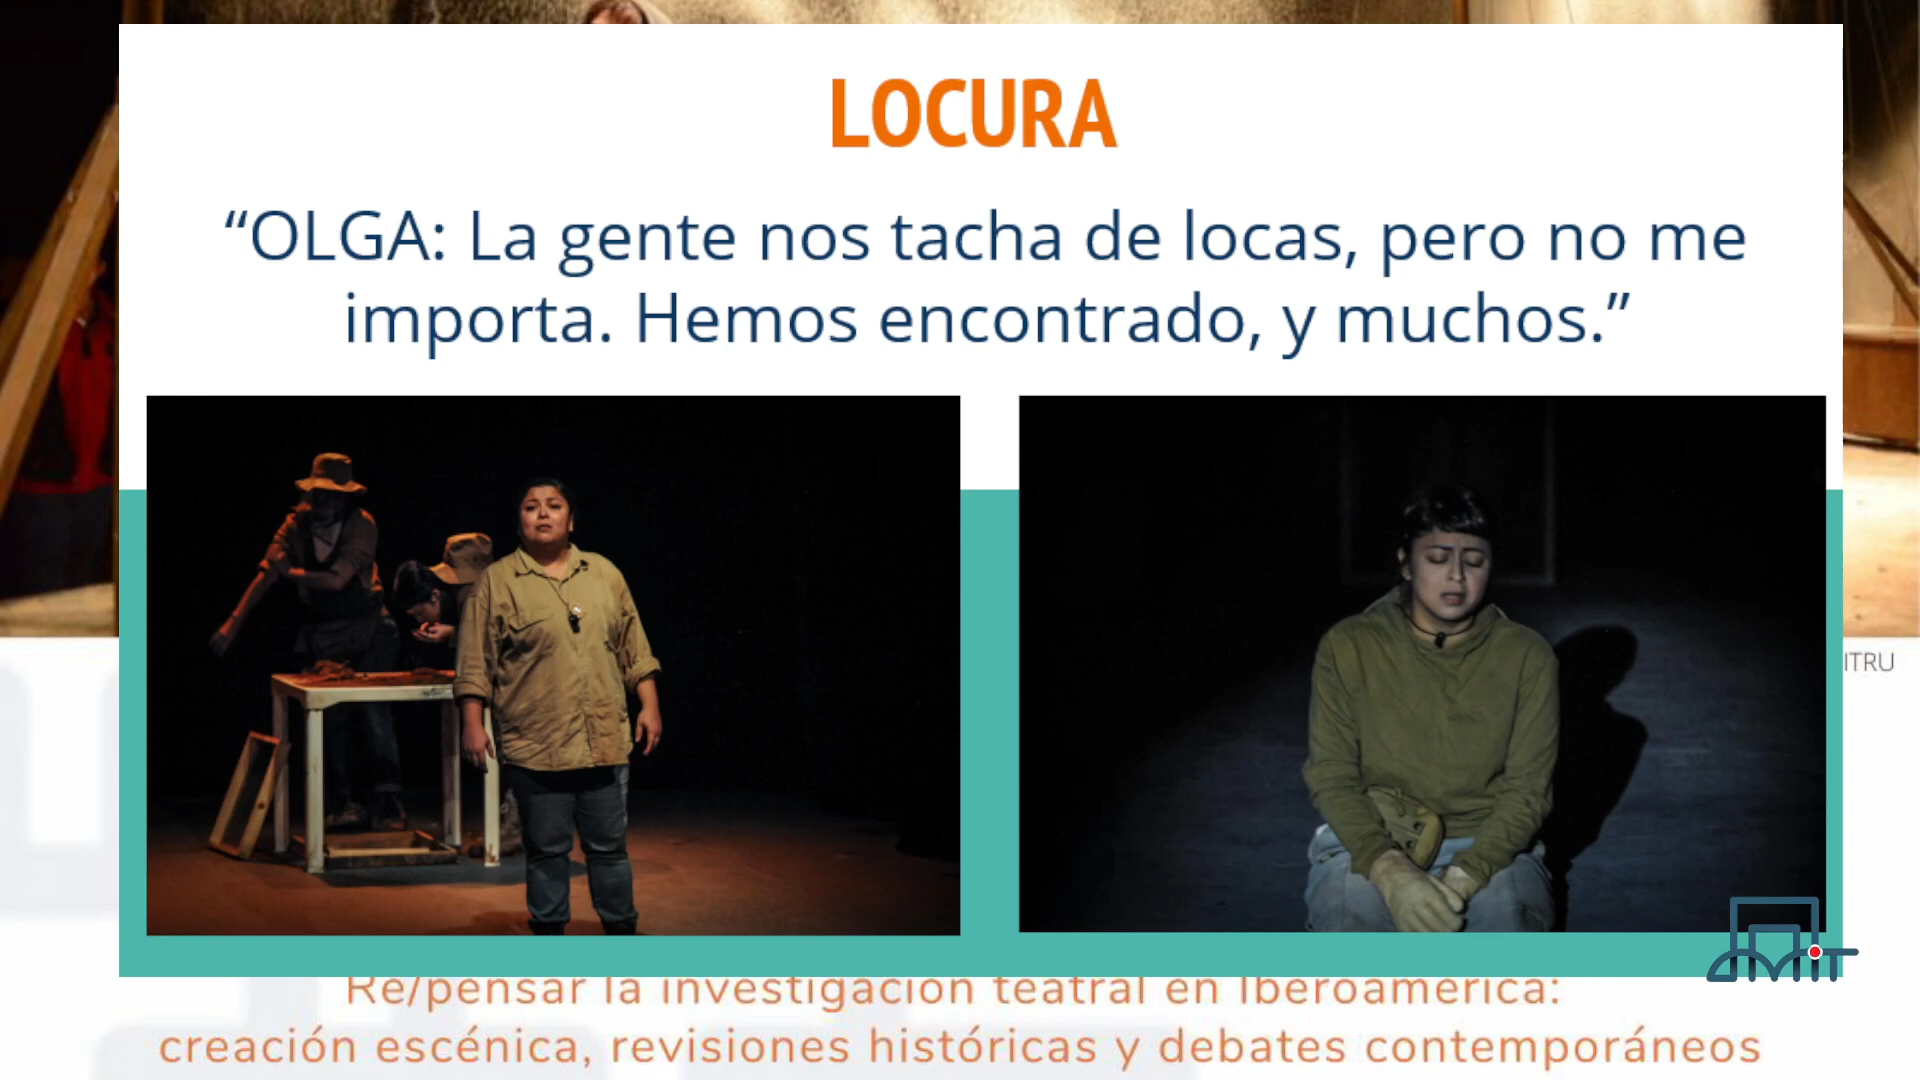 LOCURA
“OLGA: La gente nos tacha de locas, pero no me
importa. Hemos encontrado, y muchos.”
ITRU
Re/pensar la investigación teatral en Iberoamérica:
creación escénica, revisiones históricas y debates contemporáneos